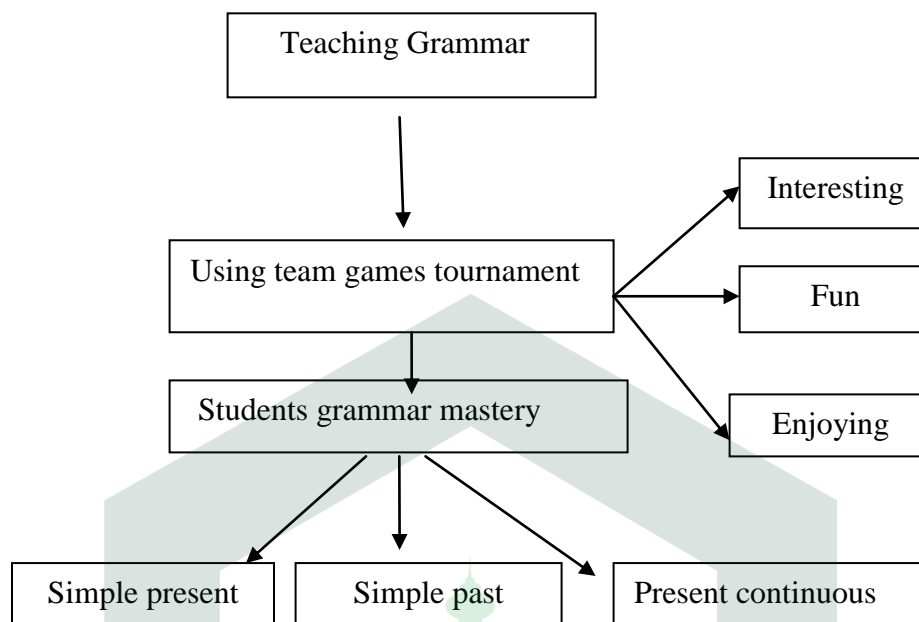 Teaching Grammar
Interesting
Using team games tournament
Fun
Students grammar mastery
Enjoying
Simple present
Simple past
Present continuous